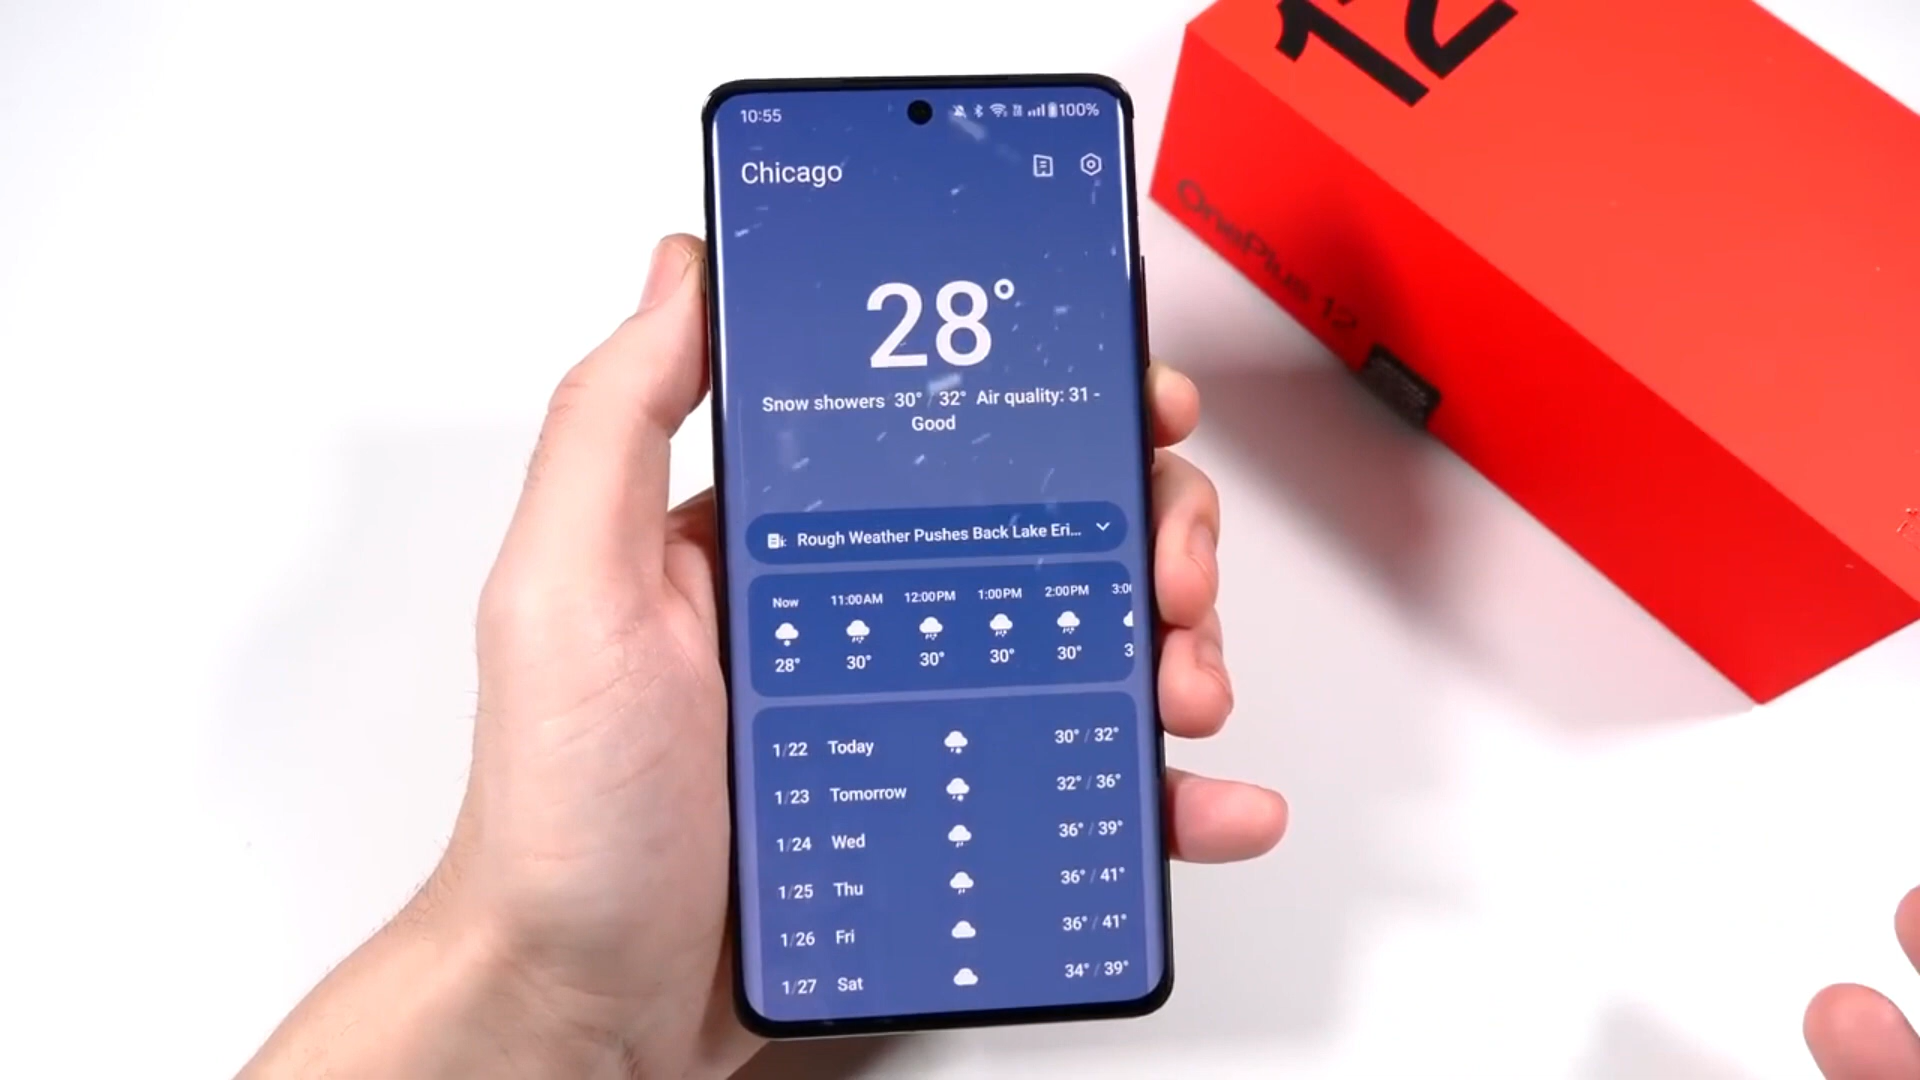 12
OnePlus 12
10:55 100%
Chicago
28°
Snow showers 30° / 32° Air quality: 31 -
Good
Rough Weather Pushes Back Lake Eri...
Now 11:00AM 12:00PM 1:00PM 2:00PM 3:00
28° 30° 30° 30° 30° 3
1/22 Today 30° / 32°
1/23 Tomorrow 32° / 36°
1/24 Wed 36° / 39°
1/25 Thu 36° / 41°
1/26 Fri 36° / 41°
1/27 Sat 34° / 39°